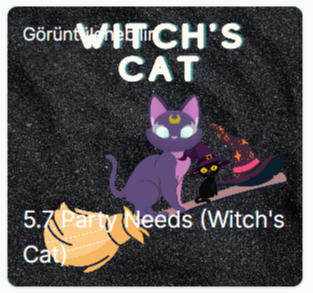 Görüntülenebilir
WITCH'S
CAT
5.7 Party Needs (Witch's
Cat)